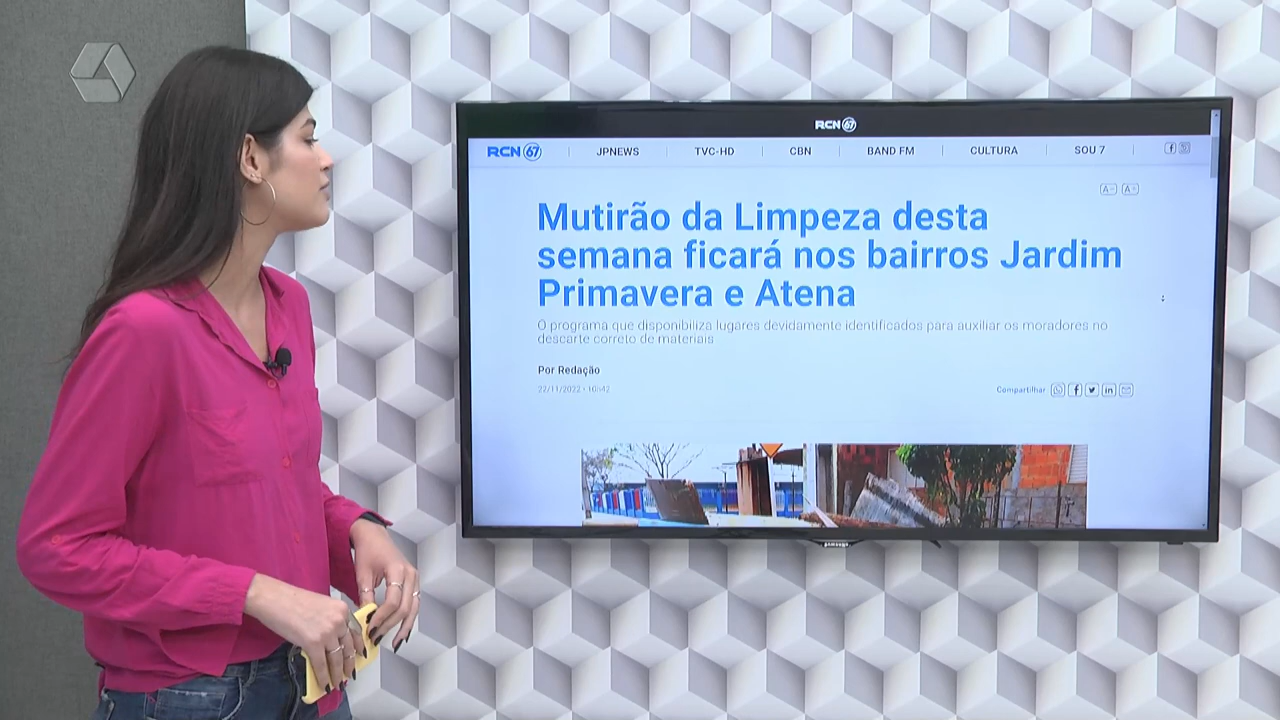 RCN 67
RCN 67 JPNEWS TVC-HD CBN BAND FM CULTURA SOU 7
A- A+
Mutirão da Limpeza desta
semana ficará nos bairros Jardim
Primavera e Atena
O programa que disponibiliza lugares devidamente identificados para auxiliar os moradores no
descarte correto de materiais
Por Redação
22/11/2022 • 10h42
Compartilhar
SAMSUNG